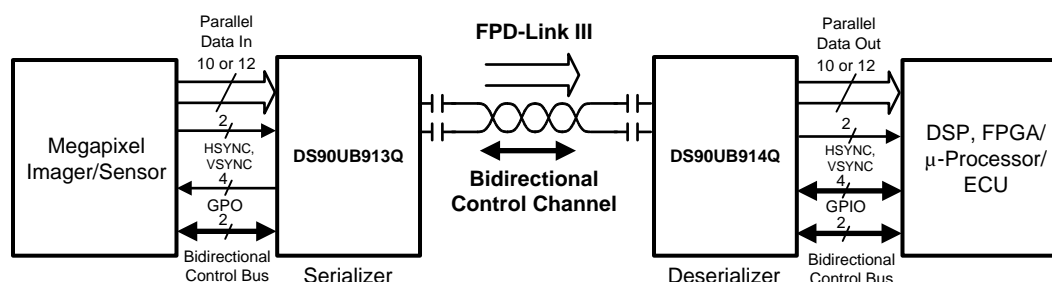 Megapixel
Imager/Sensor
Parallel
Data In
10 or 12
2
HSYNC,
VSYNC
4
GPO
2
Bidirectional
Control Bus
DS90UB913Q
Serializer
FPD-Link III
Bidirectional
Control Channel
DS90UB914Q
Deserializer
Parallel
Data Out
10 or 12
2
HSYNC,
VSYNC
4
GPIO
2
Bidirectional
Control Bus
DSP, FPGA/
μ-Processor/
ECU